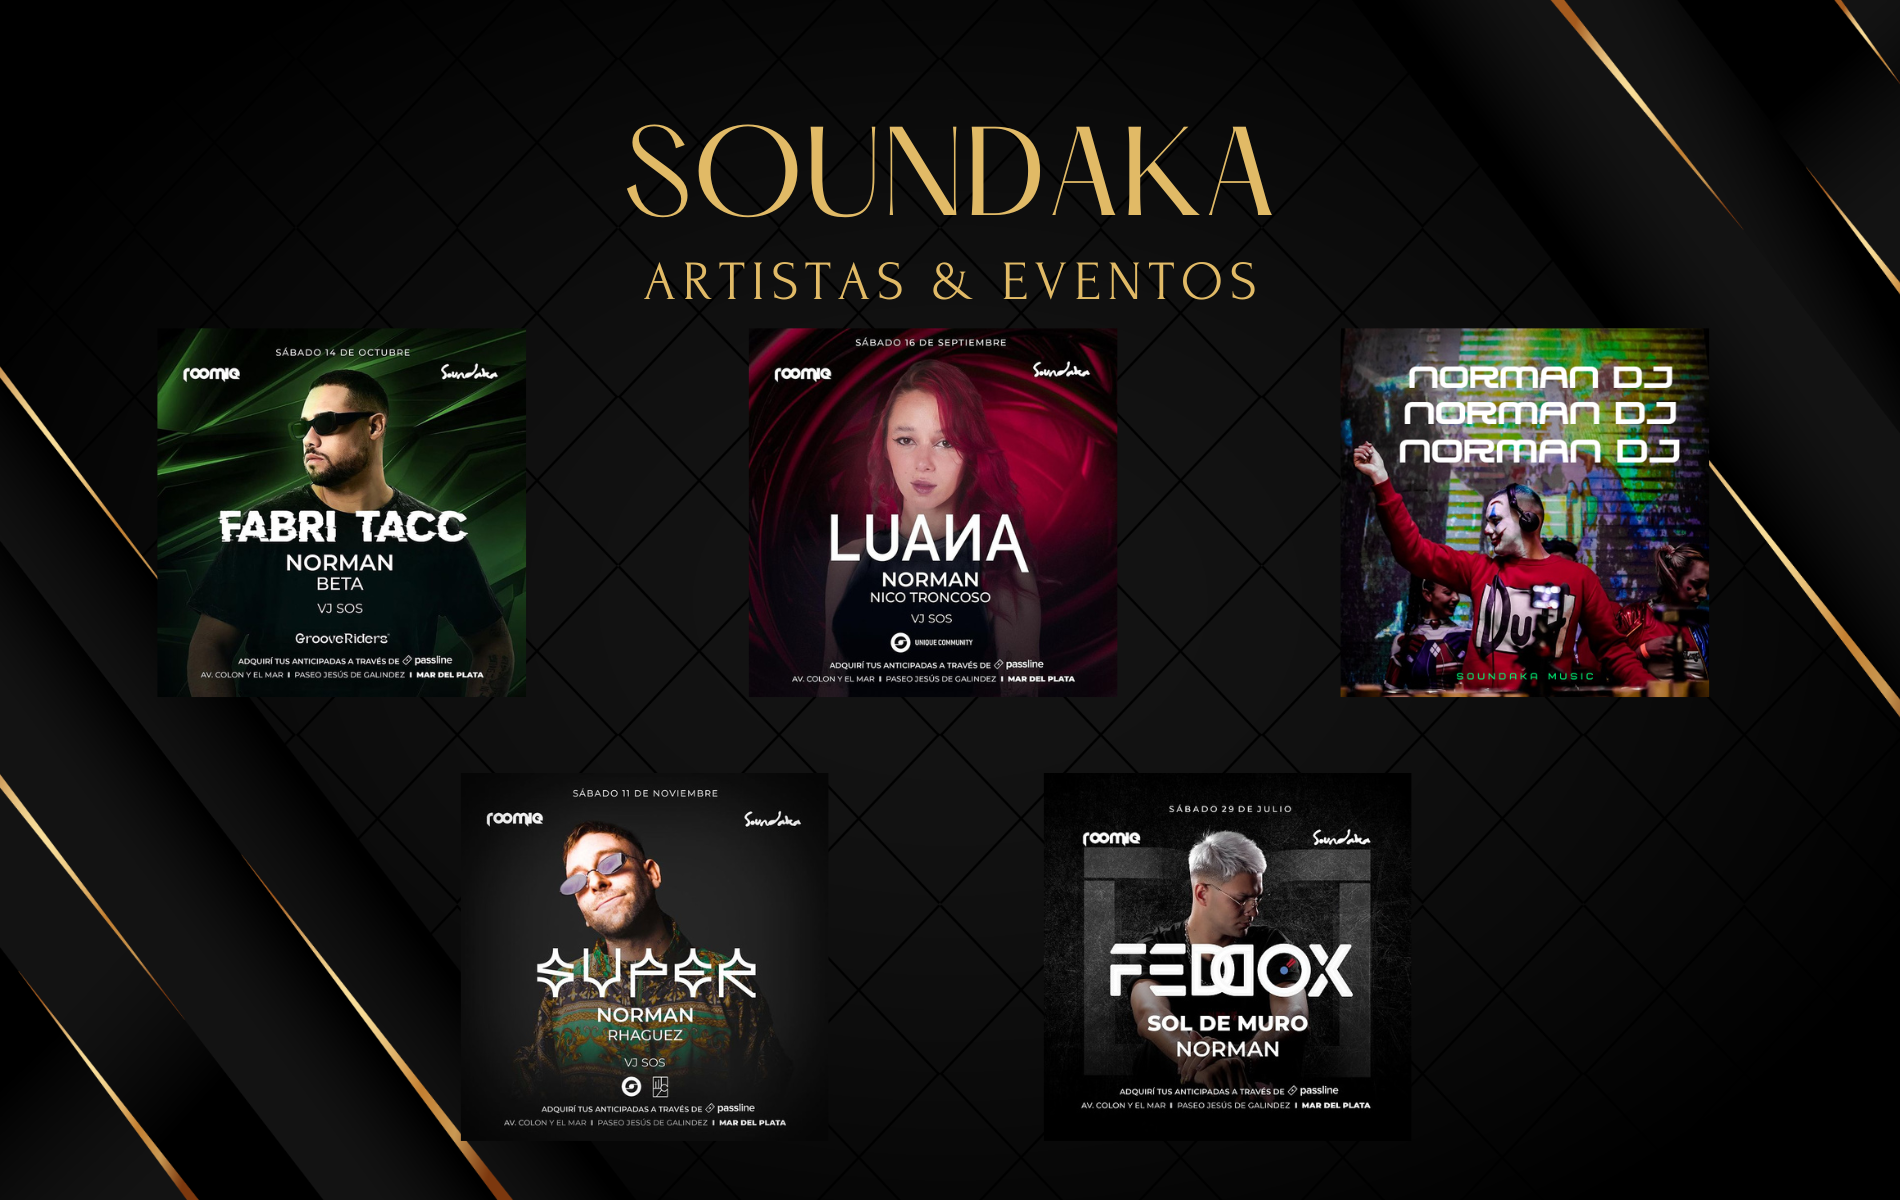 SOUNDAKA
ARTISTAS & EVENTOS
SÁBADO 14 DE OCTUBRE
roomie
Soundaka
FABRI TACC
NORMAN
BETA
VJ SOS
GrooveRiders
ADQUIRÍ TUS ANTICIPADAS A TRAVÉS DE passline
AV. COLON Y EL MAR I PASEO JESÚS DE GALINDEZ I MAR DEL PLATA
SÁBADO 16 DE SEPTIEMBRE
roomie
Soundaka
LUANA
NORMAN
NICO TRONCOSO
VJ SOS
UNIQUE COMMUNITY
ADQUIRÍ TUS ANTICIPADAS A TRAVÉS DE passline
AV. COLON Y EL MAR I PASEO JESÚS DE GALINDEZ I MAR DEL PLATA
NORMAN DJ
NORMAN DJ
NORMAN DJ
Duff
SOUNDAKA MUSIC
SÁBADO 11 DE NOVIEMBRE
roomie
Soundaka
SUPER
NORMAN
RHAGUEZ
VJ SOS
ADQUIRÍ TUS ANTICIPADAS A TRAVÉS DE passline
AV. COLON Y EL MAR I PASEO JESÚS DE GALINDEZ I MAR DEL PLATA
SÁBADO 29 DE JULIO
roomie
Soundaka
FEDDOX
SOL DE MURO
NORMAN
ADQUIRÍ TUS ANTICIPADAS A TRAVÉS DE passline
AV. COLON Y EL MAR I PASEO JESÚS DE GALINDEZ I MAR DEL PLATA